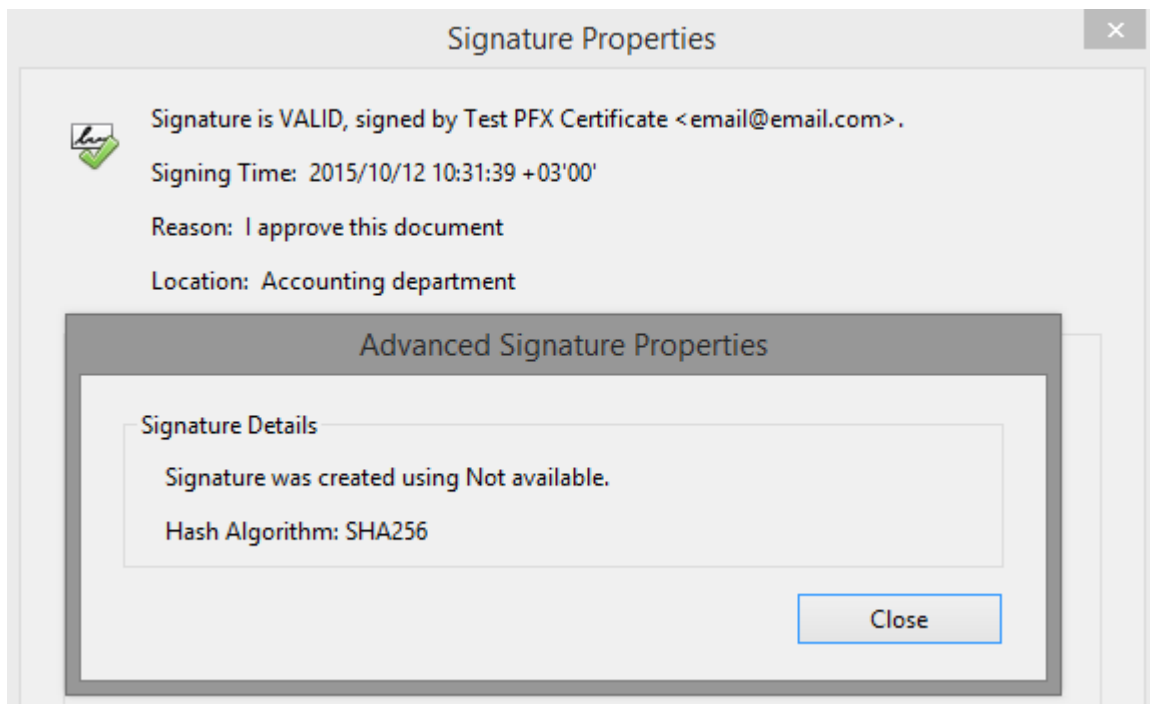 Signature Properties
Signature is VALID, signed by Test PFX Certificate <email@email.com>.
Signing Time: 2015/10/12 10:31:39 +03'00'
Reason: I approve this document
Location: Accounting department
Advanced Signature Properties
Signature Details
Signature was created using Not available.
Hash Algorithm: SHA256
Close